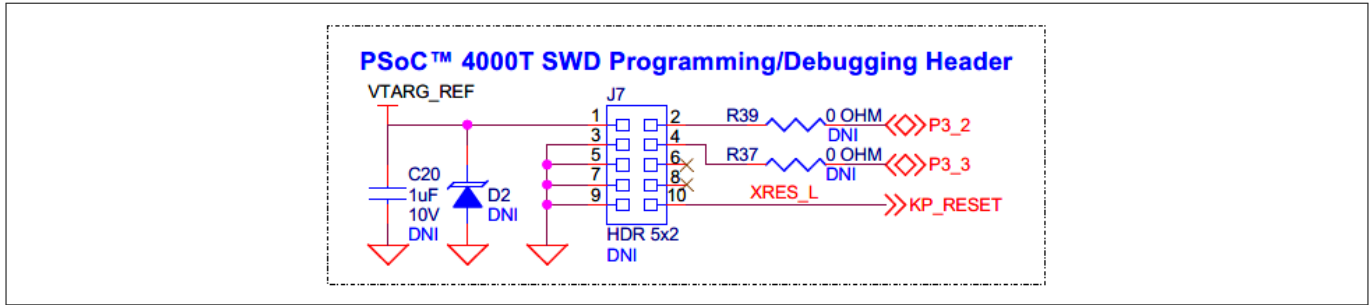 PSoC™ 4000T SWD Programming/Debugging Header
VTARG_REF
J7
1 2 R39 0 OHM P3_2
DNI
3 4
5 6 R37 0 OHM P3_3
DNI
7 8
9 10 XRES_L KP_RESET
C20
1uF
10V
DNI
D2
DNI
HDR 5x2
DNI